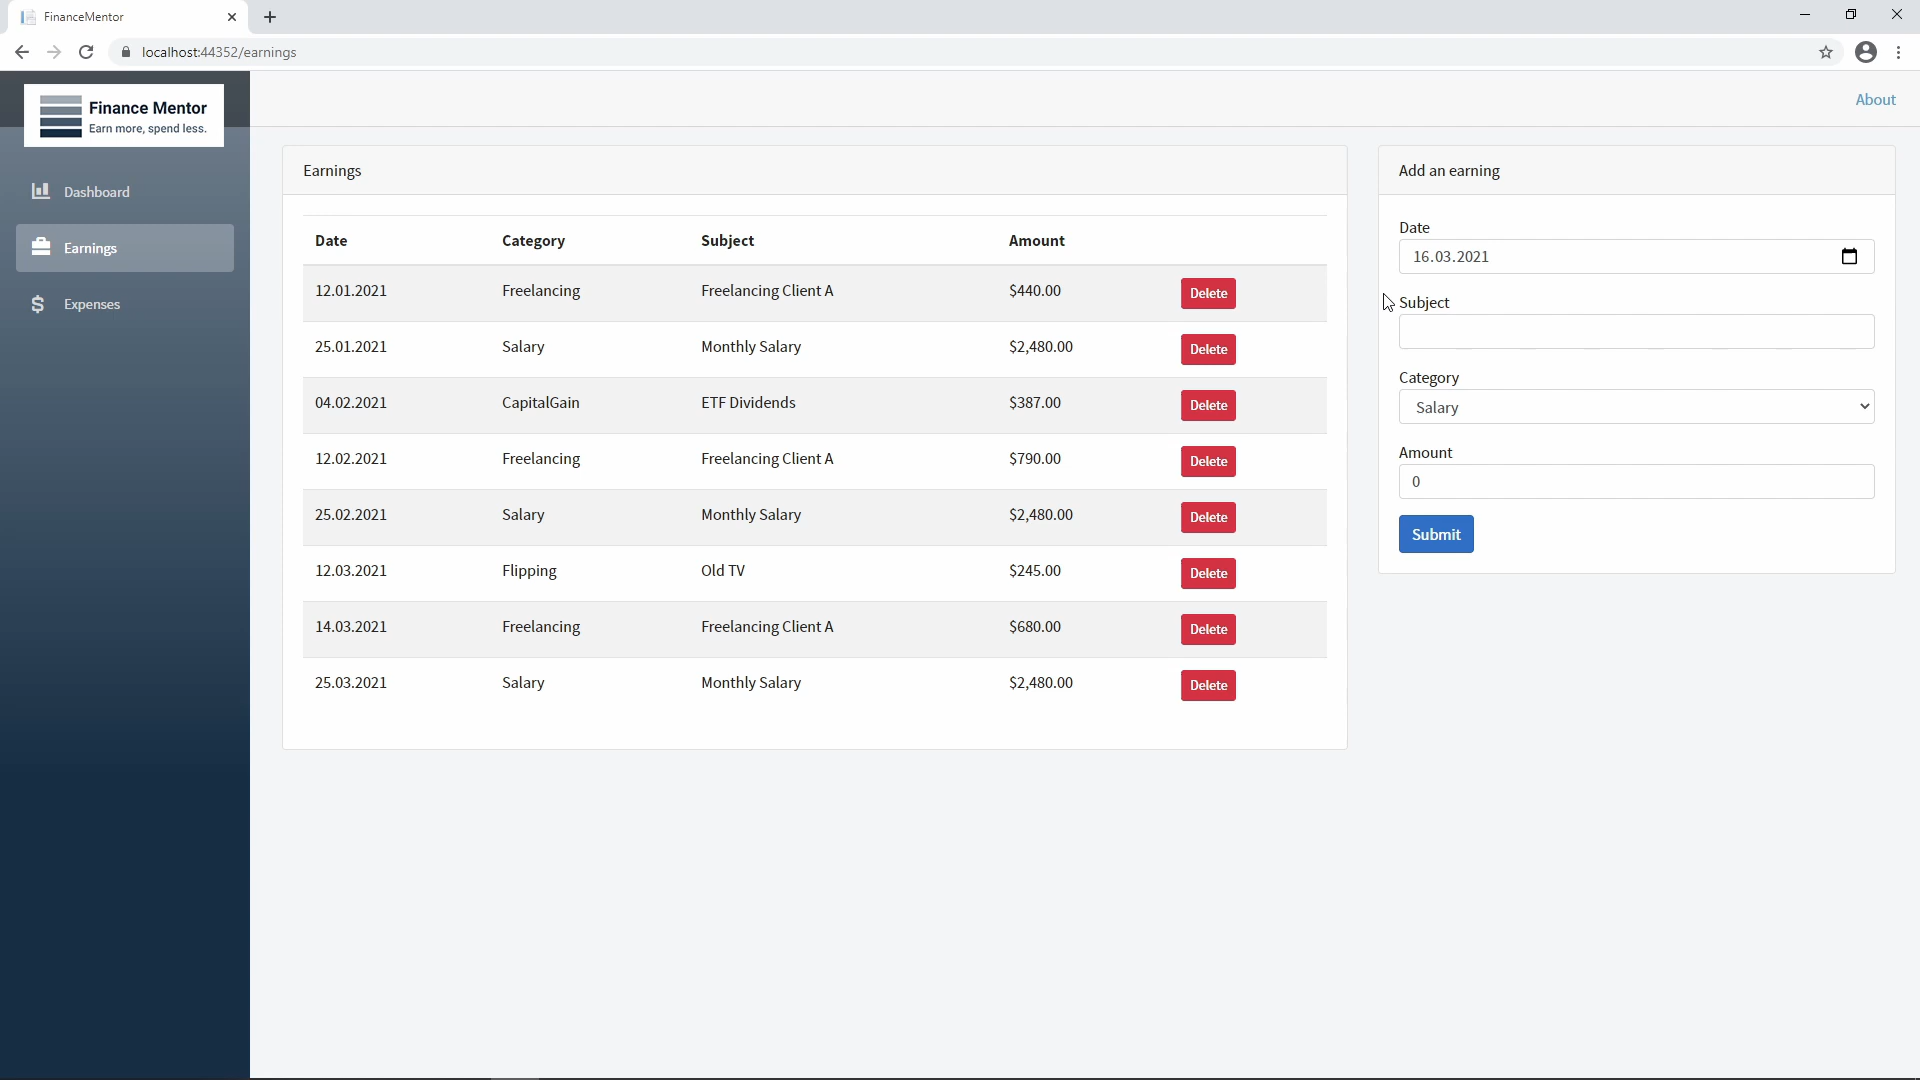 FinanceMentor
localhost:44352/earnings
Finance Mentor
Earn more, spend less.
About
Dashboard
Earnings
Expenses
Earnings
Date Category Subject Amount
12.01.2021 Freelancing Freelancing Client A $440.00 Delete
25.01.2021 Salary Monthly Salary $2,480.00 Delete
04.02.2021 CapitalGain ETF Dividends $387.00 Delete
12.02.2021 Freelancing Freelancing Client A $790.00 Delete
25.02.2021 Salary Monthly Salary $2,480.00 Delete
12.03.2021 Flipping Old TV $245.00 Delete
14.03.2021 Freelancing Freelancing Client A $680.00 Delete
25.03.2021 Salary Monthly Salary $2,480.00 Delete
Add an earning
Date
16.03.2021
Subject
Category
Salary
Amount
0
Submit